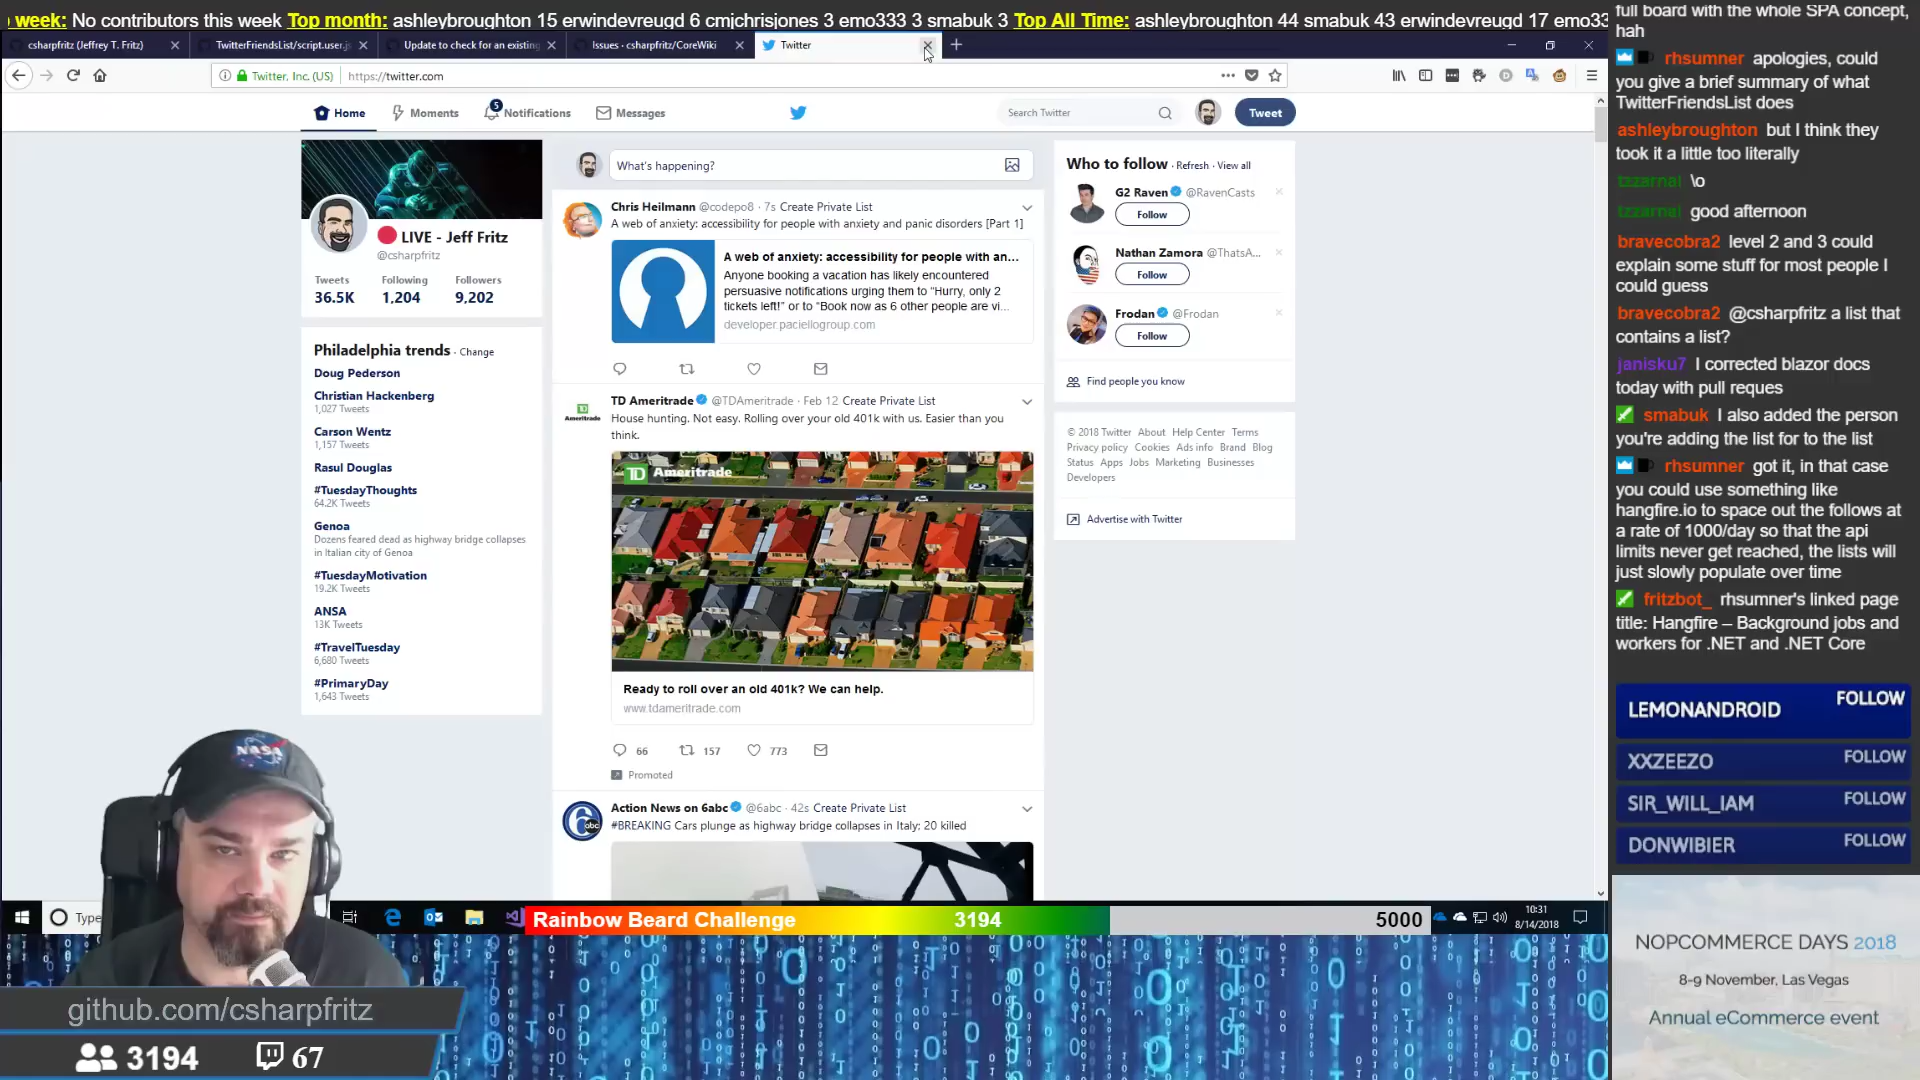 week: No contributors this week Top month: ashleybroughton 15 erwindevreugd 6 cmjchrisjones 3 emo333 3 smabuk 3 Top All Time: ashleybroughton 44 smabuk 43 erwindevreugd 17 emo33
csharpfritz (Jeffrey T. Fritz)
TwitterFriendsList/script.user.js
Update to check for an existing
Issues · csharpfritz/CoreWiki
Twitter
Twitter, Inc. (US)
https://twitter.com
Home
Moments
5
Notifications
Messages
Search Twitter
Tweet
LIVE - Jeff Fritz
@csharpfritz
Tweets Following Followers
36.5K 1,204 9,202
Philadelphia trends · Change
Doug Pederson
Christian Hackenberg
1,027 Tweets
Carson Wentz
1,157 Tweets
Rasul Douglas
#TuesdayThoughts
64.2K Tweets
Genoa
Dozens feared dead as highway bridge collapses
in Italian city of Genoa
#TuesdayMotivation
19.2K Tweets
ANSA
13K Tweets
#TravelTuesday
6,680 Tweets
#PrimaryDay
1,643 Tweets
What's happening?
Chris Heilmann @codepo8 · 7s Create Private List
A web of anxiety: accessibility for people with anxiety and panic disorders [Part 1]
A web of anxiety: accessibility for people with an...
Anyone booking a vacation has likely encountered
persuasive notifications urging them to "Hurry, only 2
tickets left!" or to "Book now as 6 other people are vi...
developer.paciellogroup.com
TD Ameritrade @TDAmeritrade · Feb 12 Create Private List
House hunting. Not easy. Rolling over your old 401k with us. Easier than you
think.
TD Ameritrade
Ready to roll over an old 401k? We can help.
www.tdameritrade.com
66 157 773
Promoted
Action News on 6abc @6abc · 42s Create Private List
#BREAKING Cars plunge as highway bridge collapses in Italy; 20 killed
Who to follow · Refresh · View all
G2 Raven @RavenCasts
Follow
Nathan Zamora @ThatsA...
Follow
Frodan @Frodan
Follow
Find people you know
© 2018 Twitter About Help Center Terms
Privacy policy Cookies Ads info Brand Blog
Status Apps Jobs Marketing Businesses
Developers
Advertise with Twitter
full board with the whole SPA concept,
hah
rhsumner apologies, could
you give a brief summary of what
TwitterFriendsList does
ashleybroughton but I think they
took it a little too literally
tzzarnal \o
tzzarnal good afternoon
bravecobra2 level 2 and 3 could
explain some stuff for most people I
could guess
bravecobra2 @csharpfritz a list that
contains a list?
janisku7 I corrected blazor docs
today with pull reques
smabuk I also added the person
you're adding the list for to the list
rhsumner got it, in that case
you could use something like
hangfire.io to space out the follows at
a rate of 1000/day so that the api
limits never get reached, the lists will
just slowly populate over time
fritzbot_ rhsumner's linked page
title: Hangfire – Background jobs and
workers for .NET and .NET Core
LEMONANDROID FOLLOW
XXZEEZO FOLLOW
SIR_WILL_IAM FOLLOW
DONWIBIER FOLLOW
NOPCOMMERCE DAYS 2018
8-9 November, Las Vegas
Annual eCommerce event
NASA
Type
Rainbow Beard Challenge 3194 5000
10:31
8/14/2018
github.com/csharpfritz
3194 67